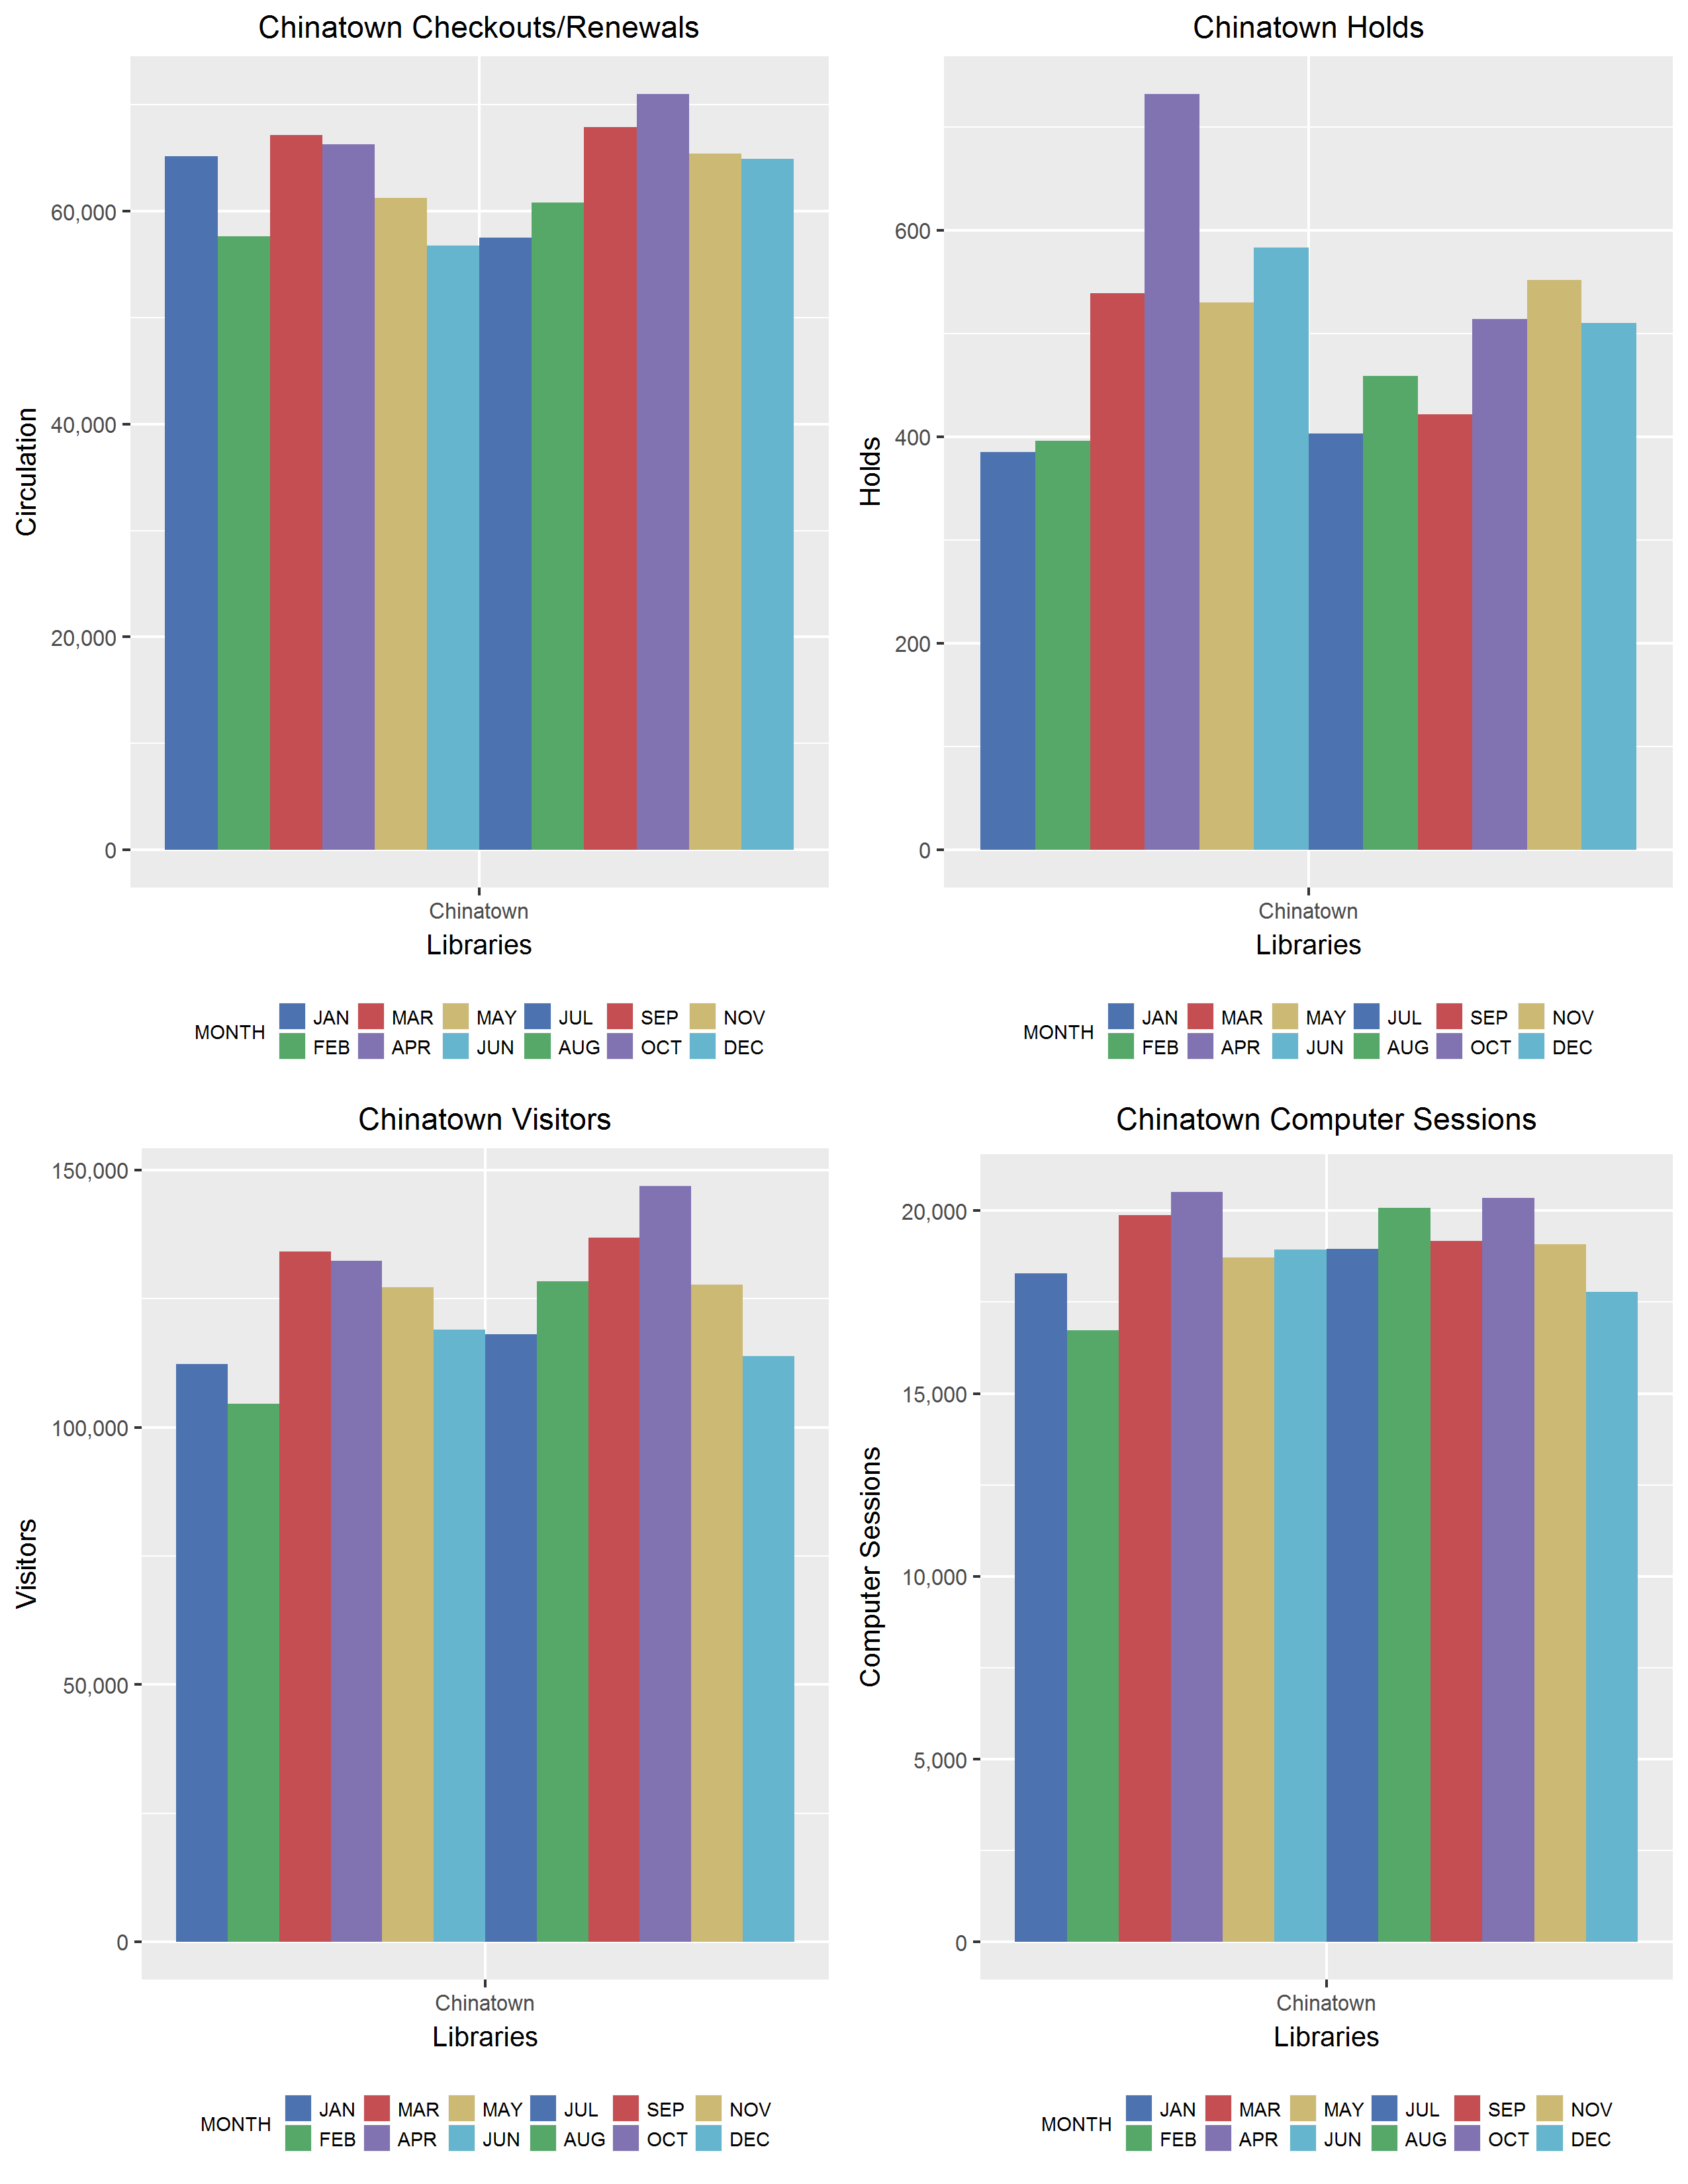 Chinatown Checkouts/Renewals
Circulation
60,000
40,000
20,000
0
Chinatown
Libraries
MONTH
JAN MAR MAY JUL SEP NOV
FEB APR JUN AUG OCT DEC
Chinatown Holds
Holds
600
400
200
0
Chinatown
Libraries
MONTH
JAN MAR MAY JUL SEP NOV
FEB APR JUN AUG OCT DEC
Chinatown Visitors
Visitors
150,000
100,000
50,000
0
Chinatown
Libraries
MONTH
JAN MAR MAY JUL SEP NOV
FEB APR JUN AUG OCT DEC
Chinatown Computer Sessions
Computer Sessions
20,000
15,000
10,000
5,000
0
Chinatown
Libraries
MONTH
JAN MAR MAY JUL SEP NOV
FEB APR JUN AUG OCT DEC